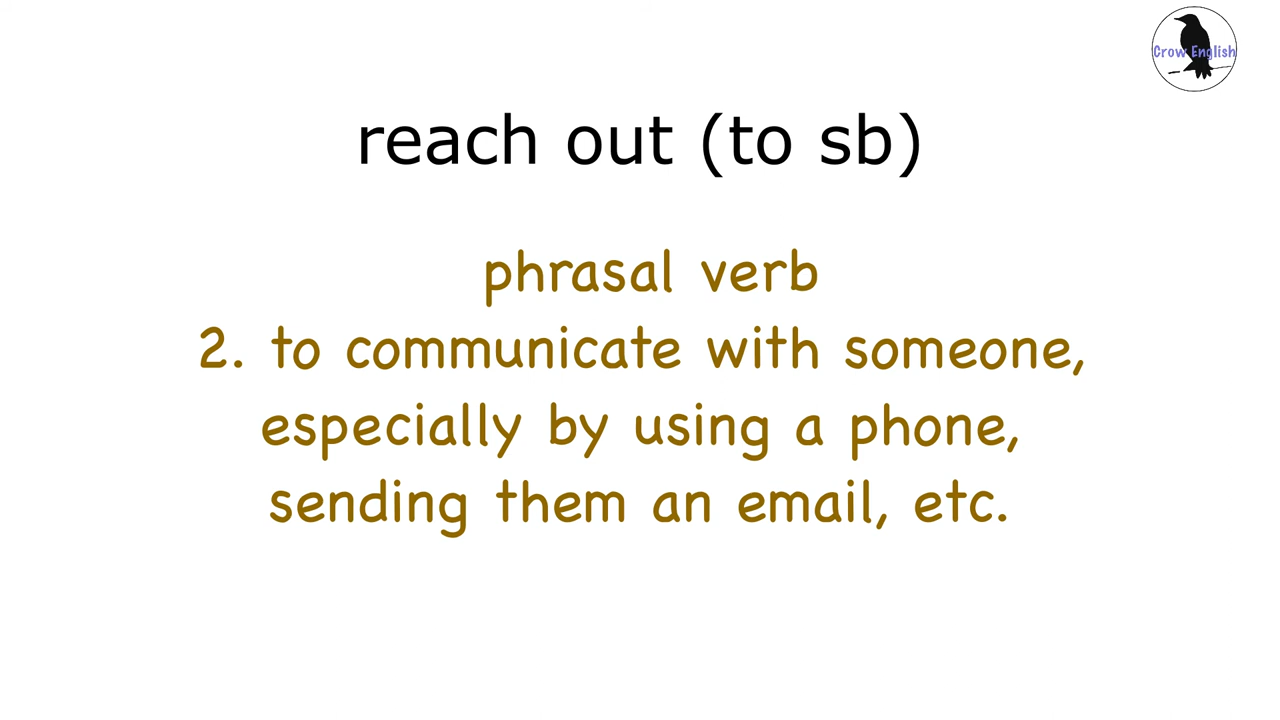 Crow English
reach out (to sb)
phrasal verb
2. to communicate with someone,
especially by using a phone,
sending them an email, etc.